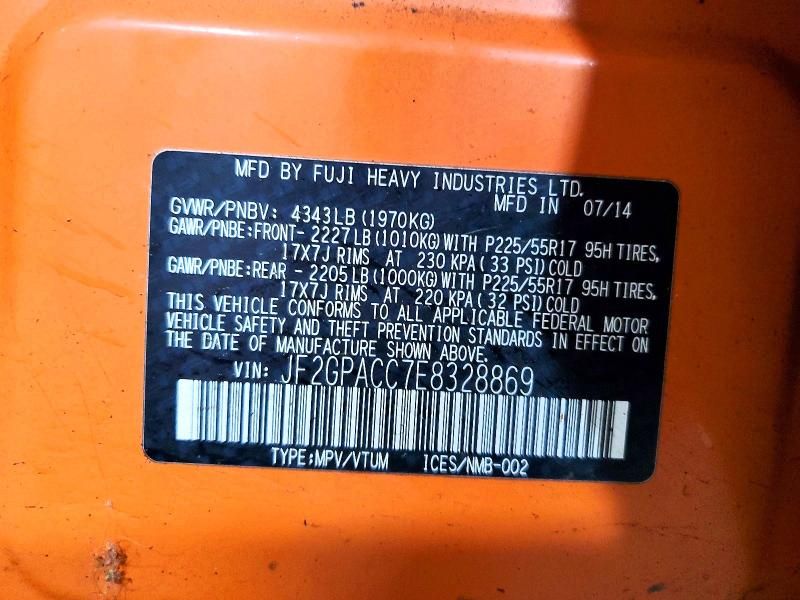 MFD BY FUJI HEAVY INDUSTRIES LTD.
MFD IN 07/14
GVWR/PNBV: 4343LB(1970KG)
GAWR/PNBE:FRONT- 2227LB(1010KG)WITH P225/55R17 95H TIRES,
17X7J RIMS AT 230 KPA( 33 PSI)COLD
GAWR/PNBE:REAR - 2205LB(1000KG)WITH P225/55R17 95H TIRES,
17X7J RIMS AT 220 KPA( 32 PSI)COLD
THIS VEHICLE CONFORMS TO ALL APPLICABLE FEDERAL MOTOR
VEHICLE SAFETY AND THEFT PREVENTION STANDARDS IN EFFECT ON
THE DATE OF MANUFACTURE SHOWN ABOVE.
VIN: JF2GPACC7E8328869
TYPE:MPV/VTUM ICES/NMB-002